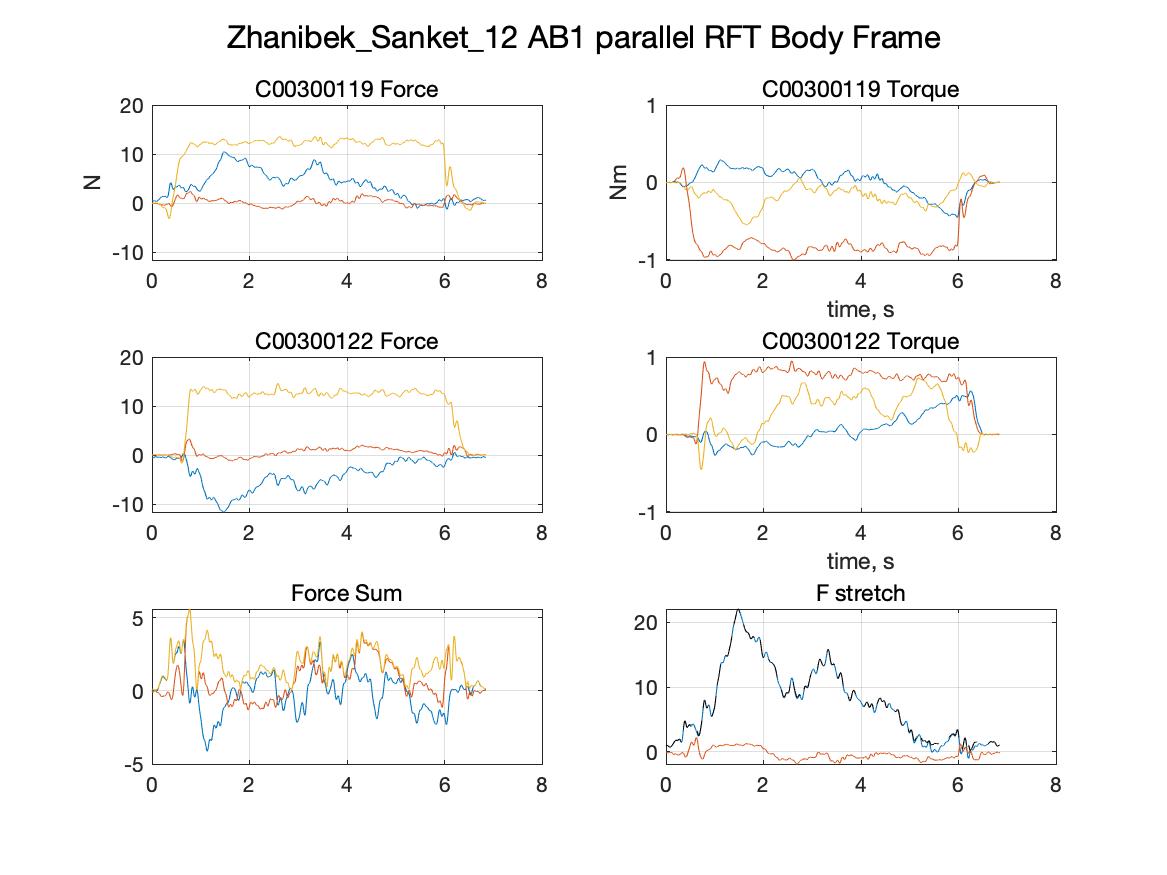 Zhanibek_Sanket_12 AB1 parallel RFT Body Frame
C00300119 Force
20
10
0
-10
N
0 2 4 6 8
C00300119 Torque
1
0
-1
Nm
0 2 4 6 8
time, s
C00300122 Force
20
10
0
-10
0 2 4 6 8
C00300122 Torque
1
0
-1
0 2 4 6 8
time, s
Force Sum
5
0
-5
0 2 4 6 8
F stretch
20
10
0
0 2 4 6 8